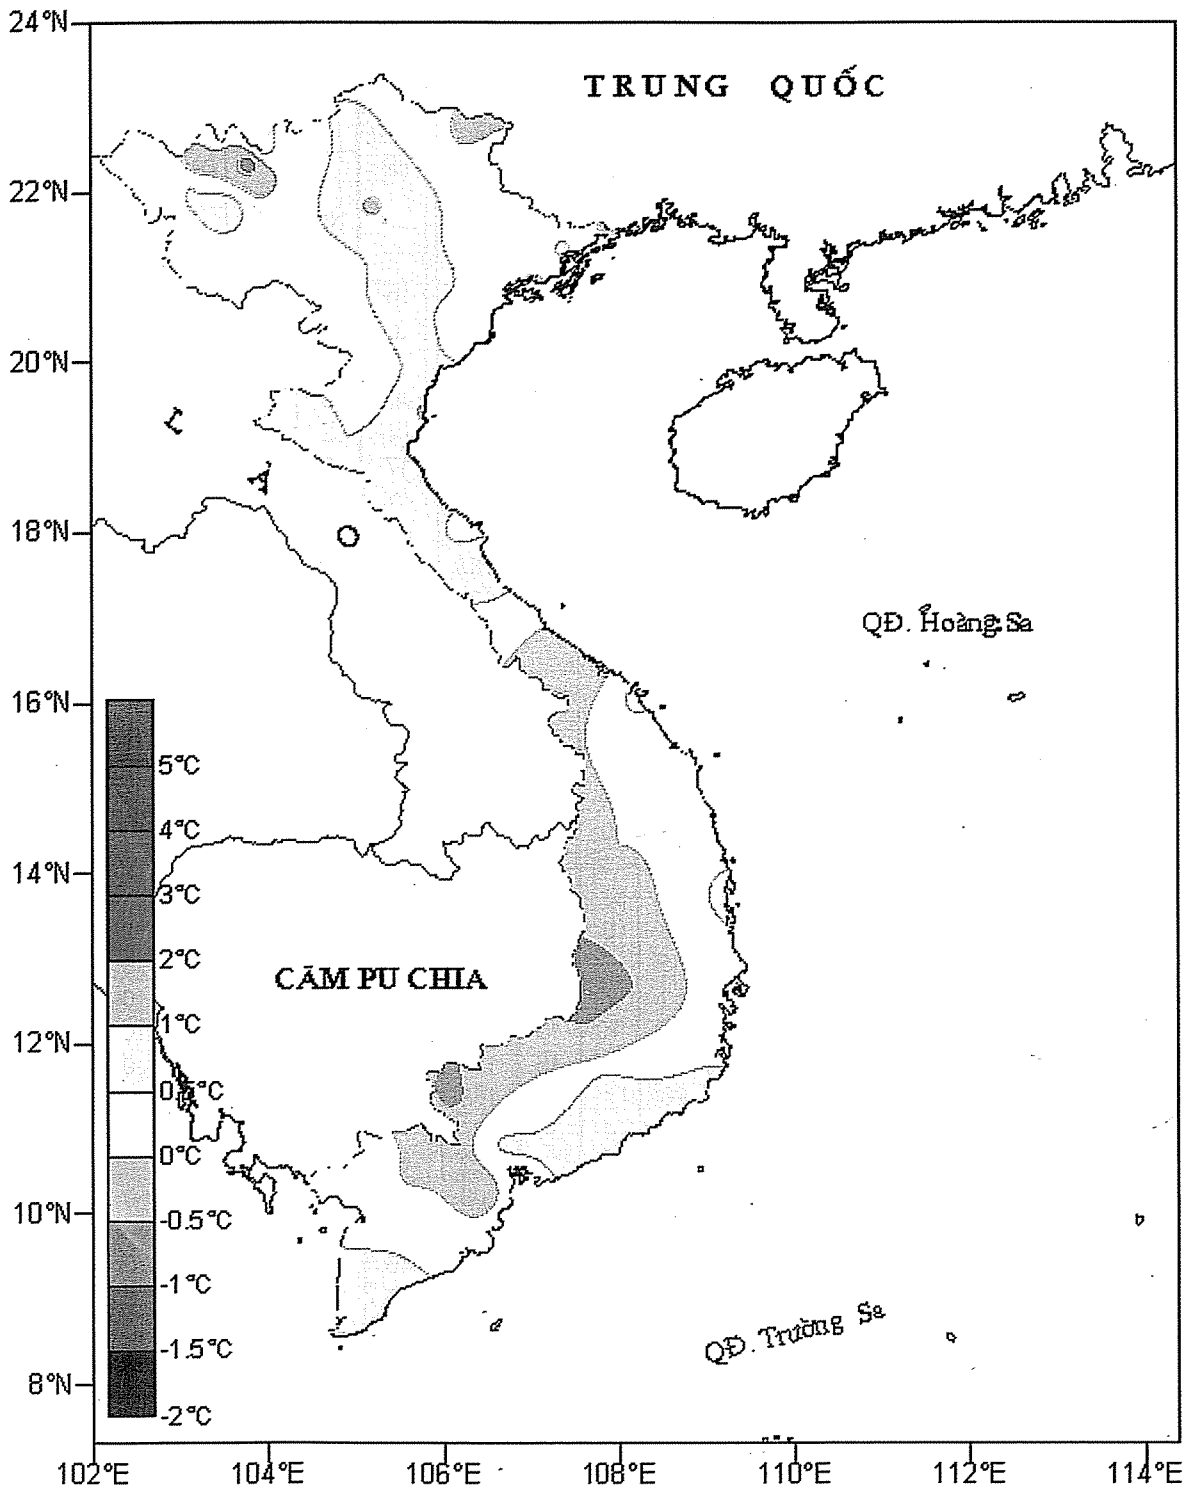 24°N
TRUNG QUỐC
22°N
20°N
L
A
18°N
O
QĐ. Hoàng Sa
16°N
5°C
4°C
14°N
3°C
2°C
CĂM PU CHIA
1°C
12°N
0.5°C
0°C
10°N
-0.5°C
-1°C
QĐ. Trường Sa
-1.5°C
8°N
-2°C
102°E 104°E 106°E 108°E 110°E 112°E 114°E